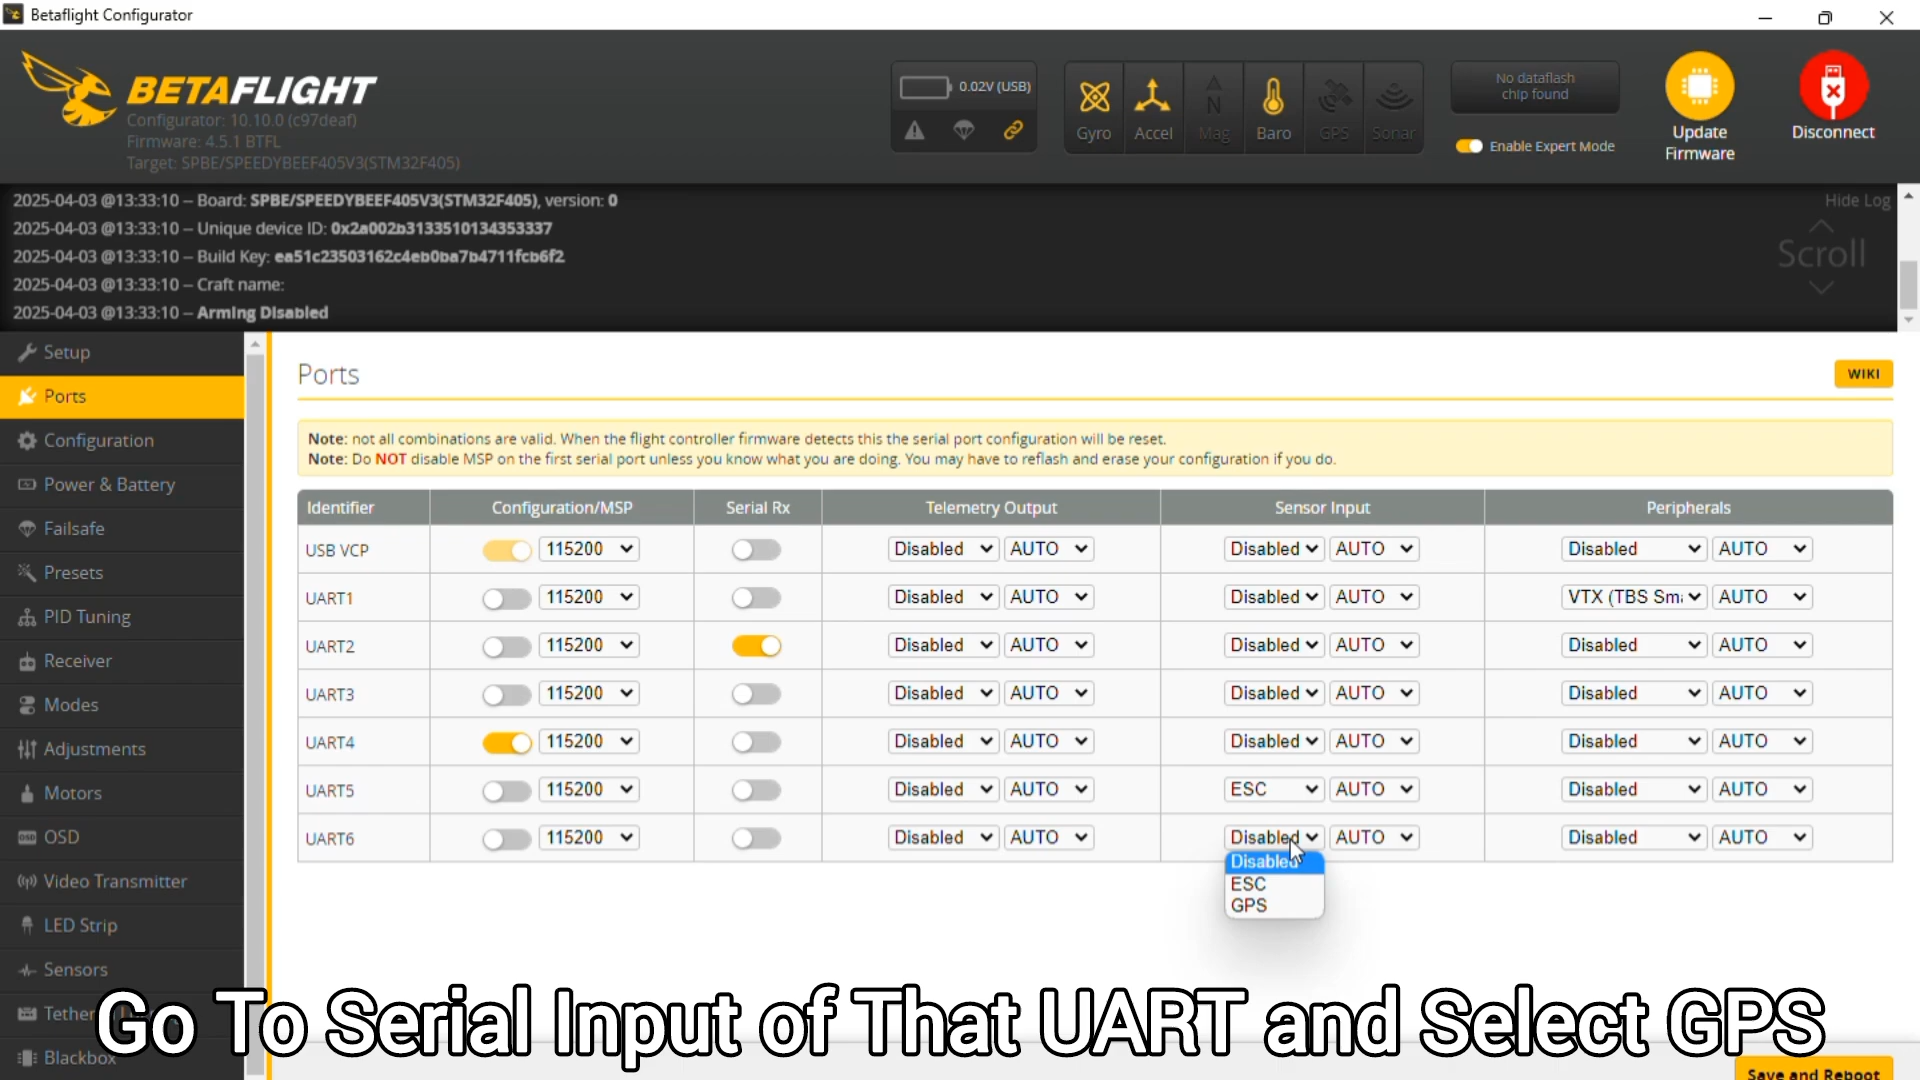 Betaflight Configurator
BETAFLIGHT
Configurator: 10.10.0 (c97deaf)
Firmware: 4.5.1 BTFL
Target: SPBE/SPEEDYBEEF405V3(STM32F405)
0.02V (USB)
Gyro Accel Mag Baro GPS Sonar
No dataflash
chip found
Enable Expert Mode
Update
Firmware
Disconnect
2025-04-03 @13:33:10 -- Board: SPBE/SPEEDYBEEF405V3(STM32F405), version: 0
2025-04-03 @13:33:10 -- Unique device ID: 0x2a002b3133510134353337
2025-04-03 @13:33:10 -- Build Key: ea51c23503162c4eb0ba7b4711fcb6f2
2025-04-03 @13:33:10 -- Craft name:
2025-04-03 @13:33:10 -- Arming Disabled
Hide Log
Scroll
Setup
Ports
Configuration
Power & Battery
Failsafe
Presets
PID Tuning
Receiver
Modes
Adjustments
Motors
OSD
Video Transmitter
LED Strip
Sensors
Tether
Blackbox
Ports
WIKI
Note: not all combinations are valid. When the flight controller firmware detects this the serial port configuration will be reset.
Note: Do NOT disable MSP on the first serial port unless you know what you are doing. You may have to reflash and erase your configuration if you do.
Identifier Configuration/MSP Serial Rx Telemetry Output Sensor Input Peripherals
USB VCP 115200 Disabled AUTO Disabled AUTO Disabled AUTO
UART1 115200 Disabled AUTO Disabled AUTO VTX (TBS Sma AUTO
UART2 115200 Disabled AUTO Disabled AUTO Disabled AUTO
UART3 115200 Disabled AUTO Disabled AUTO Disabled AUTO
UART4 115200 Disabled AUTO Disabled AUTO Disabled AUTO
UART5 115200 Disabled AUTO ESC AUTO Disabled AUTO
UART6 115200 Disabled AUTO Disabled AUTO Disabled AUTO
Disabled
ESC
GPS
Go To Serial Input of That UART and Select GPS
Save and Reboot